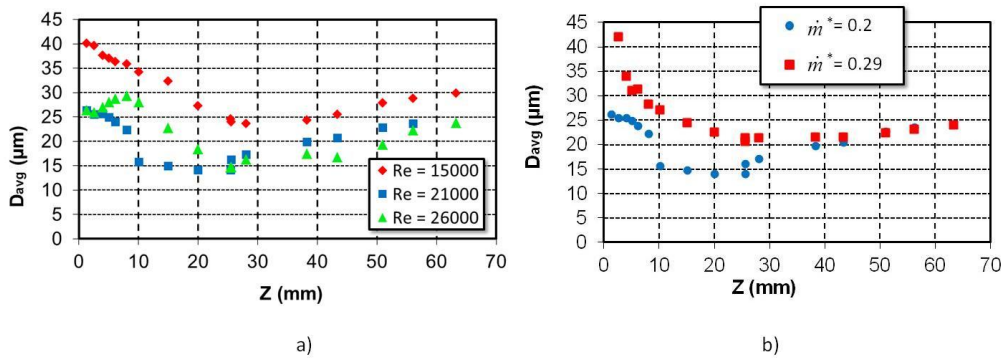 45
40
35
30
25
20
15
10
5
0
D_avg (µm)
Re = 15000
Re = 21000
Re = 26000
0 10 20 30 40 50 60 70
Z (mm)
a)
45
40
35
30
25
20
15
10
5
0
D_avg (µm)
ṁ* = 0.2
ṁ* = 0.29
0 10 20 30 40 50 60 70
Z (mm)
b)